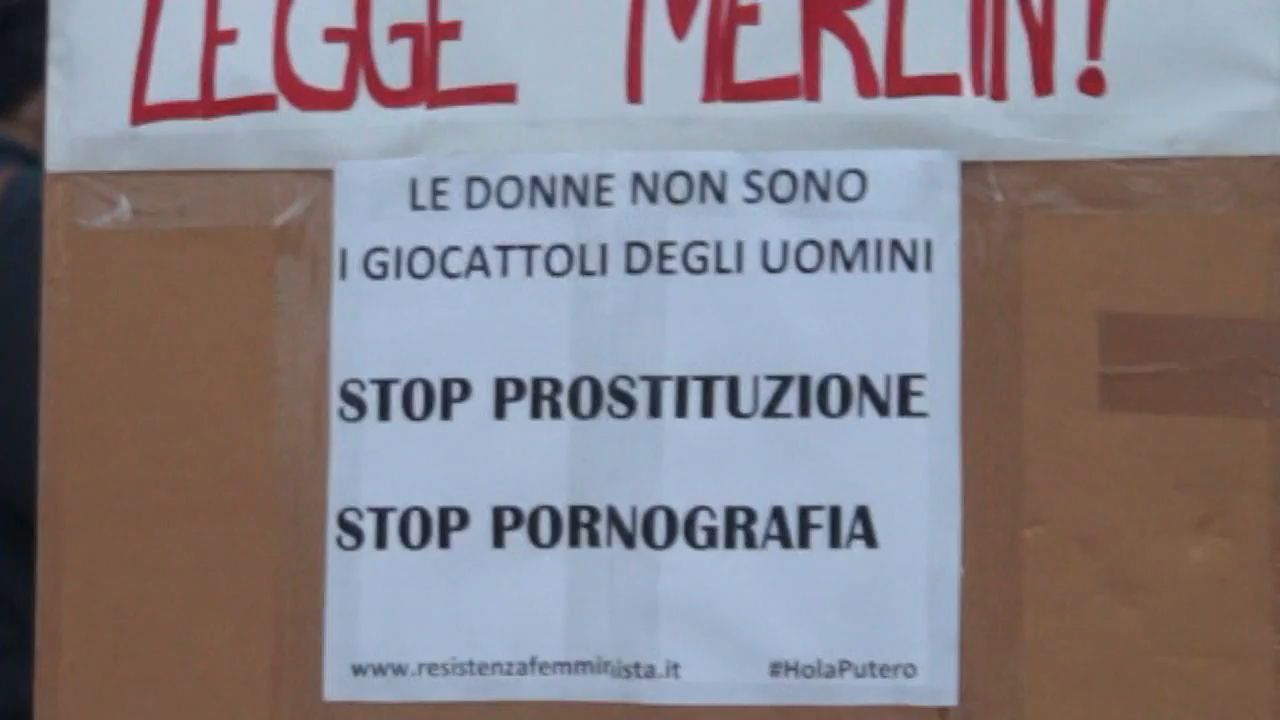 LEGGE MERLIN!
LE DONNE NON SONO
I GIOCATTOLI DEGLI UOMINI
STOP PROSTITUZIONE
STOP PORNOGRAFIA
www.resistenzafemminista.it #HolaPutero